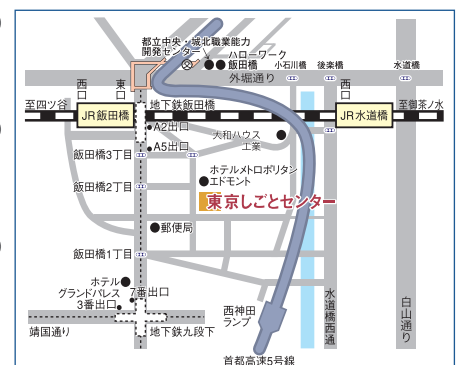 都立中央・城北職業能力
開発センター
ハローワーク
飯田橋
小石川橋
後楽橋
水道橋
外堀通り
西口
東口
西口
至四ツ谷
JR飯田橋
地下鉄飯田橋
JR水道橋
至御茶ノ水
A2出口
大和ハウス
工業
A5出口
飯田橋3丁目
ホテルメトロポリタン
エドモント
飯田橋2丁目
東京しごとセンター
郵便局
飯田橋1丁目
ホテル
グランドパレス
7番出口
3番出口
西神田
ランプ
水道橋西通
白山通り
靖国通り
地下鉄九段下
首都高速5号線